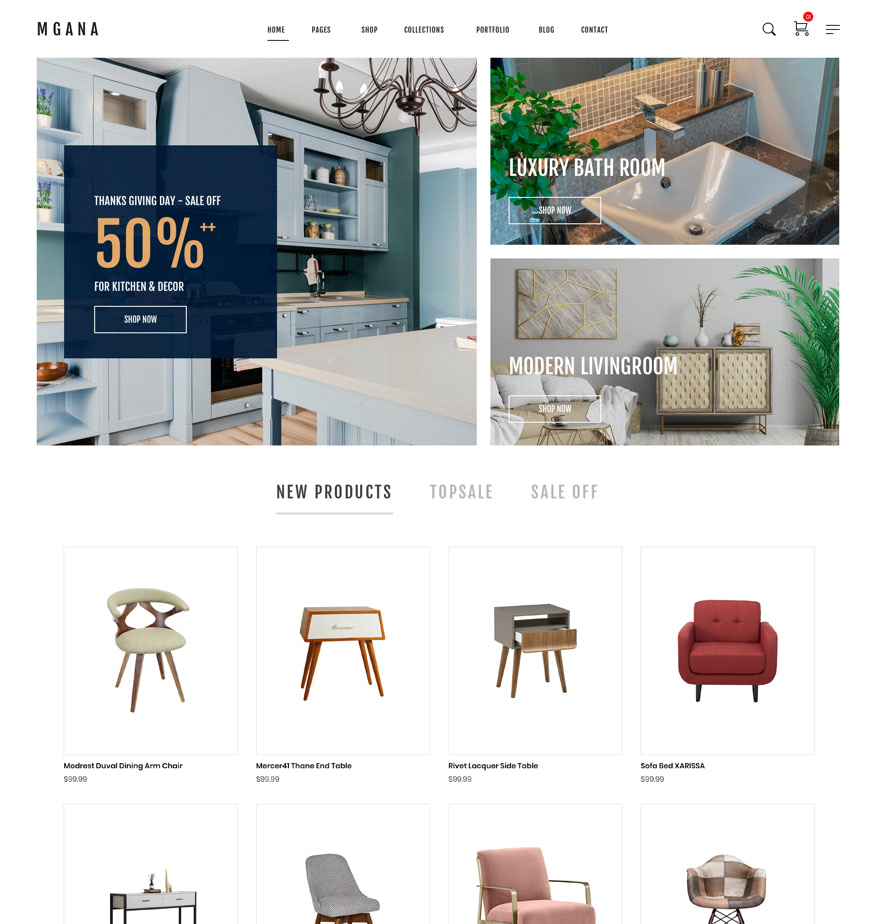 MGANA
HOME PAGES SHOP COLLECTIONS PORTFOLIO BLOG CONTACT
01
THANKS GIVING DAY - SALE OFF
50%++
FOR KITCHEN & DECOR
SHOP NOW
LUXURY BATH ROOM
SHOP NOW
MODERN LIVINGROOM
SHOP NOW
NEW PRODUCTS TOPSALE SALE OFF
Modrest Duval Dining Arm Chair
$99.99
Mercer41 Thane End Table
$99.99
Rivet Lacquer Side Table
$99.99
Sofa Bed XARISSA
$99.99